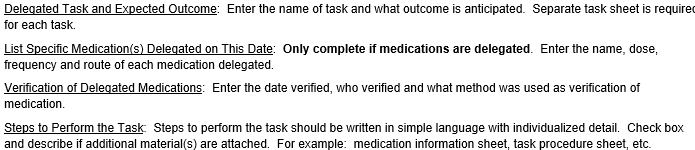 Delegated Task and Expected Outcome:  Enter the name of task and what outcome is anticipated.  Separate task sheet is required
for each task.
List Specific Medication(s) Delegated on This Date:  Only complete if medications are delegated.  Enter the name, dose,
frequency and route of each medication delegated.
Verification of Delegated Medications:  Enter the date verified, who verified and what method was used as verification of
medication.
Steps to Perform the Task:  Steps to perform the task should be written in simple language with individualized detail.  Check box
and describe if additional material(s) are attached.  For example:  medication information sheet, task procedure sheet, etc.